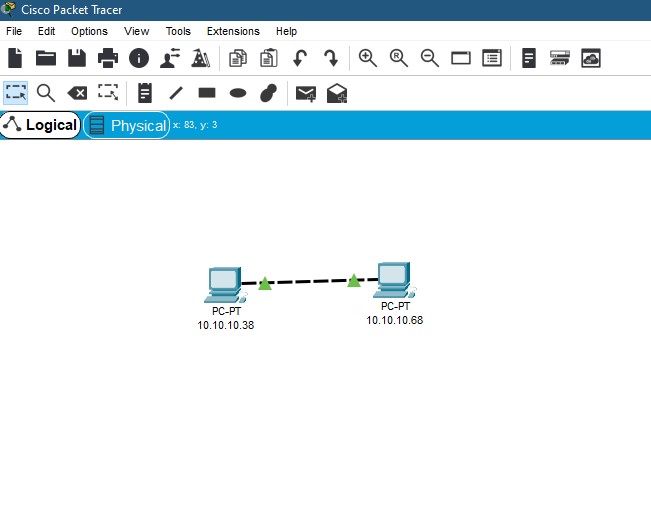 Cisco Packet Tracer
File Edit Options View Tools Extensions Help
Logical Physical x: 83, y: 3
PC-PT
10.10.10.38
PC-PT
10.10.10.68